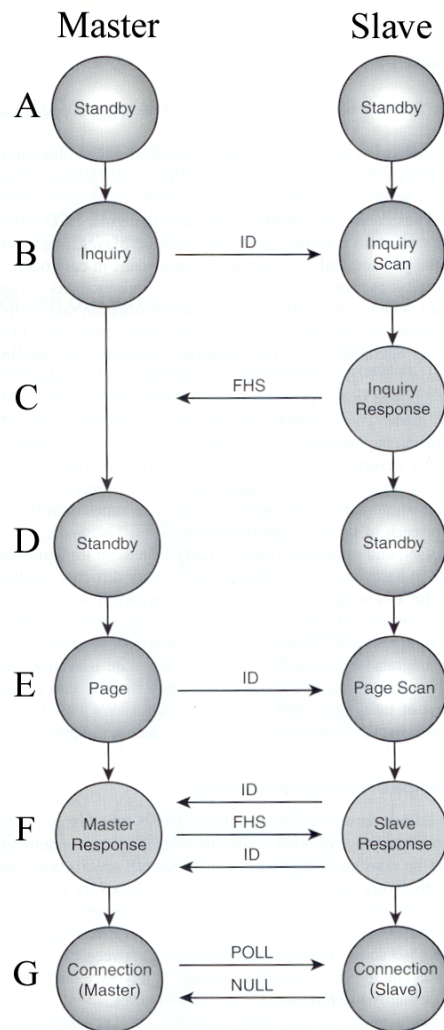 Master Slave
A Standby Standby
B Inquiry ID Inquiry
Scan
C FHS Inquiry
Response
D Standby Standby
E Page ID Page Scan
ID
F Master
Response FHS Slave
Response
ID
G Connection
(Master) POLL Connection
(Slave)
NULL